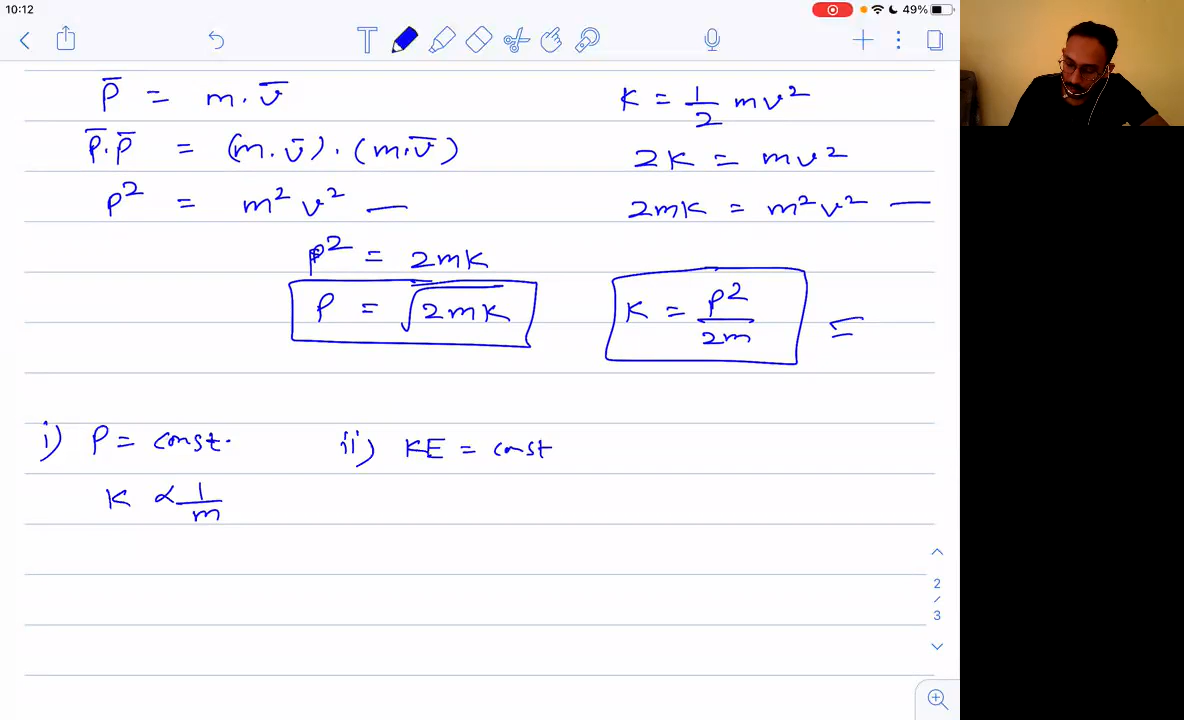 10:12
49%
T
P̄ = m.v̄
P̄.P̄ = (m.v̄).(m.v̄)
p² = m²v² —
K = 1/2 mv²
2K = mv²
2mK = m²v² —
p² = 2mK
P = √2mK
K = p²/2m =
i) P = const.
K ∝ 1/m
ii) KE = const
2
/
3